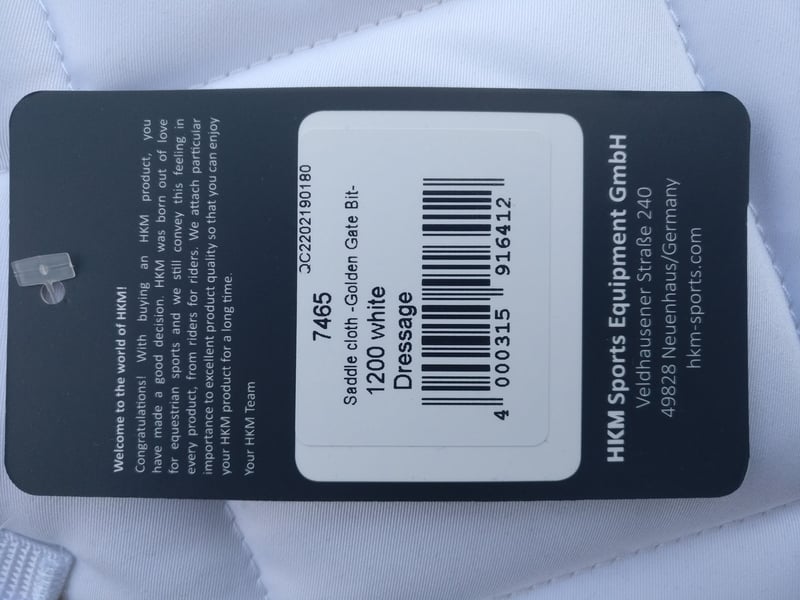 Welcome to the world of HKM!
Congratulations! With buying an HKM product, you
have made a good decision. HKM was born out of love
for equestrian sports and we still convey this feeling in
every product, from riders for riders. We attach particular
importance to excellent product quality so that you can enjoy
your HKM product for a long time.
Your HKM Team
2202190180
7465
Saddle cloth -Golden Gate Bit-
1200 white
Dressage
4 000315 916412
HKM Sports Equipment GmbH
Veldhausener Straße 240
49828 Neuenhaus/Germany
hkm-sports.com